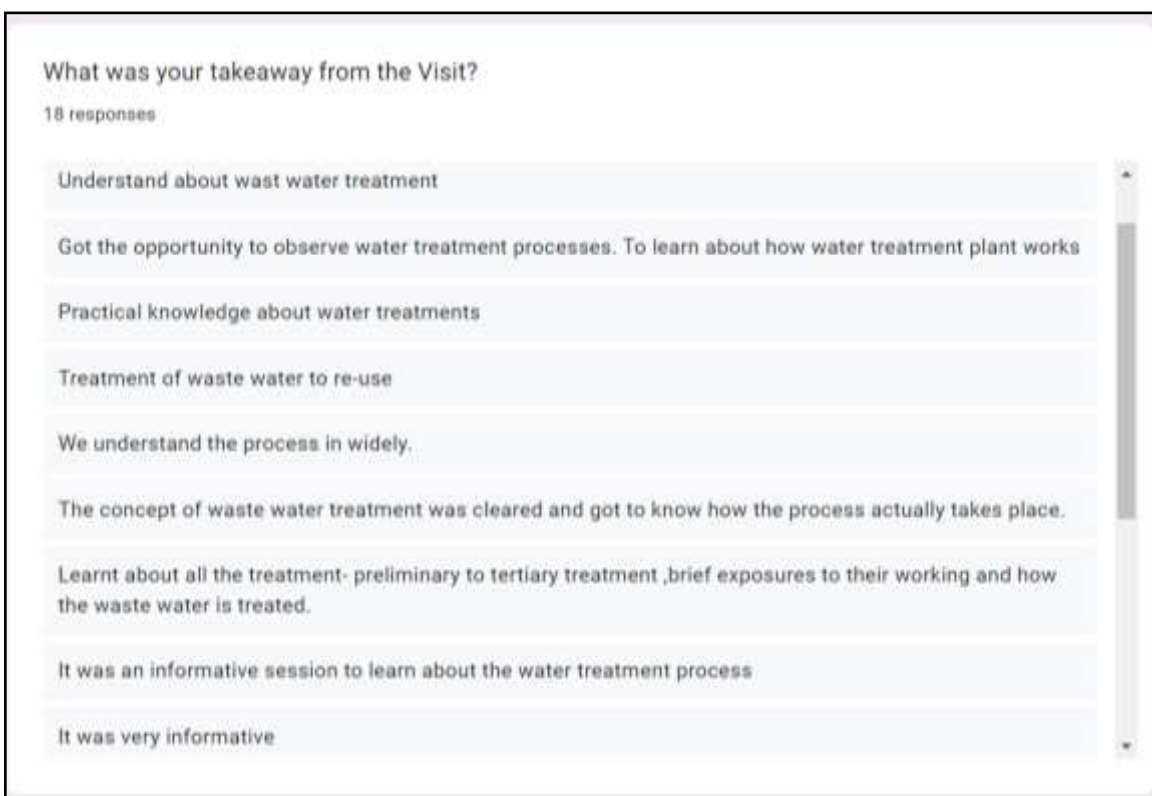 What was your takeaway from the Visit?
18 responses
Understand about wast water treatment
Got the opportunity to observe water treatment processes. To learn about how water treatment plant works
Practical knowledge about water treatments
Treatment of waste water to re-use
We understand the process in widely.
The concept of waste water treatment was cleared and got to know how the process actually takes place.
Learnt about all the treatment- preliminary to tertiary treatment ,brief exposures to their working and how
the waste water is treated.
It was an informative session to learn about the water treatment process
It was very informative